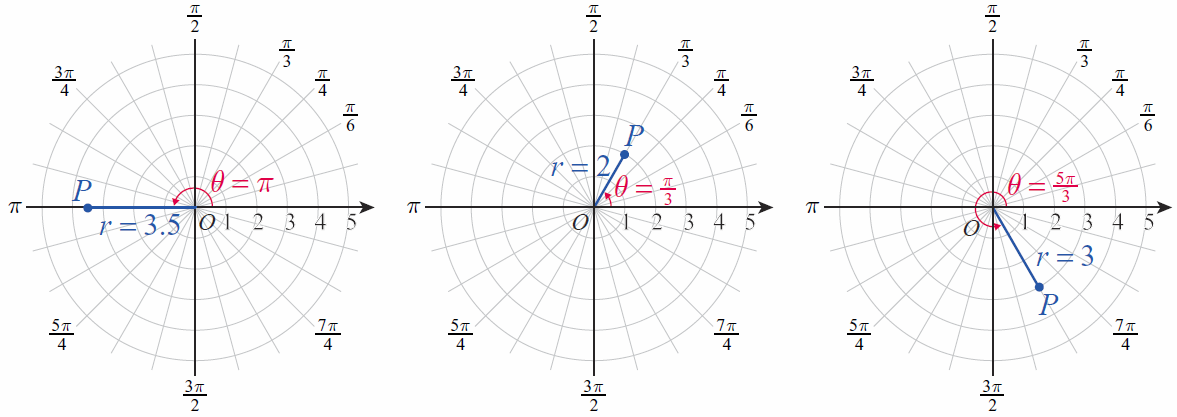 π/2 π/2 π/2
π/3 π/3 π/3
3π/4 π/4 3π/4 π/4 3π/4 π/4
π/6 π/6 π/6
P θ = π
π r = 3.5 O 1 2 3 4 5
P
r = 2 θ = π/3
π O 1 2 3 4 5
θ = 5π/3
π O 1 2 3 4 5
r = 3
P
5π/4 7π/4 5π/4 7π/4 5π/4 7π/4
3π/2 3π/2 3π/2